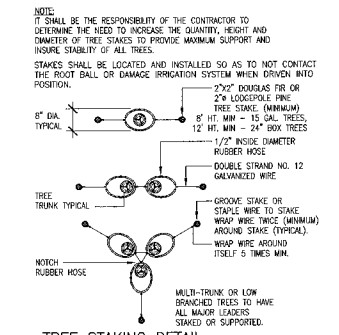 NOTE:
IT SHALL BE THE RESPONSIBILITY OF THE CONTRACTOR TO
DETERMINE THE NEED TO INCREASE THE QUANTITY, HEIGHT AND
DIAMETER OF TREE STAKES TO PROVIDE MAXIMUM SUPPORT AND
INSURE STABILITY OF ALL TREES.
STAKES SHALL BE LOCATED AND INSTALLED SO AS TO NOT CONTACT
THE ROOT BALL OR DAMAGE IRRIGATION SYSTEM WHEN DRIVEN INTO
POSITION.
2"X2" DOUGLAS FIR OR
2"ø LODGEPOLE PINE
TREE STAKE. (MINIMUM)
8' HT. MIN - 15 GAL TREES,
12' HT. MIN - 24" BOX TREES
8" DIA.
TYPICAL
1/2" INSIDE DIAMETER
RUBBER HOSE
DOUBLE STRAND NO. 12
GALVANIZED WIRE
TREE
TRUNK TYPICAL
GROOVE STAKE OR
STAPLE WIRE TO STAKE
WRAP WIRE TWICE (MINIMUM)
AROUND STAKE (TYPICAL).
WRAP WIRE AROUND
ITSELF 5 TIMES MIN.
NOTCH
RUBBER HOSE
MULTI-TRUNK OR LOW
BRANCHED TREES TO HAVE
ALL MAJOR LEADERS
STAKED OR SUPPORTED.
TREE STAKING DETAIL